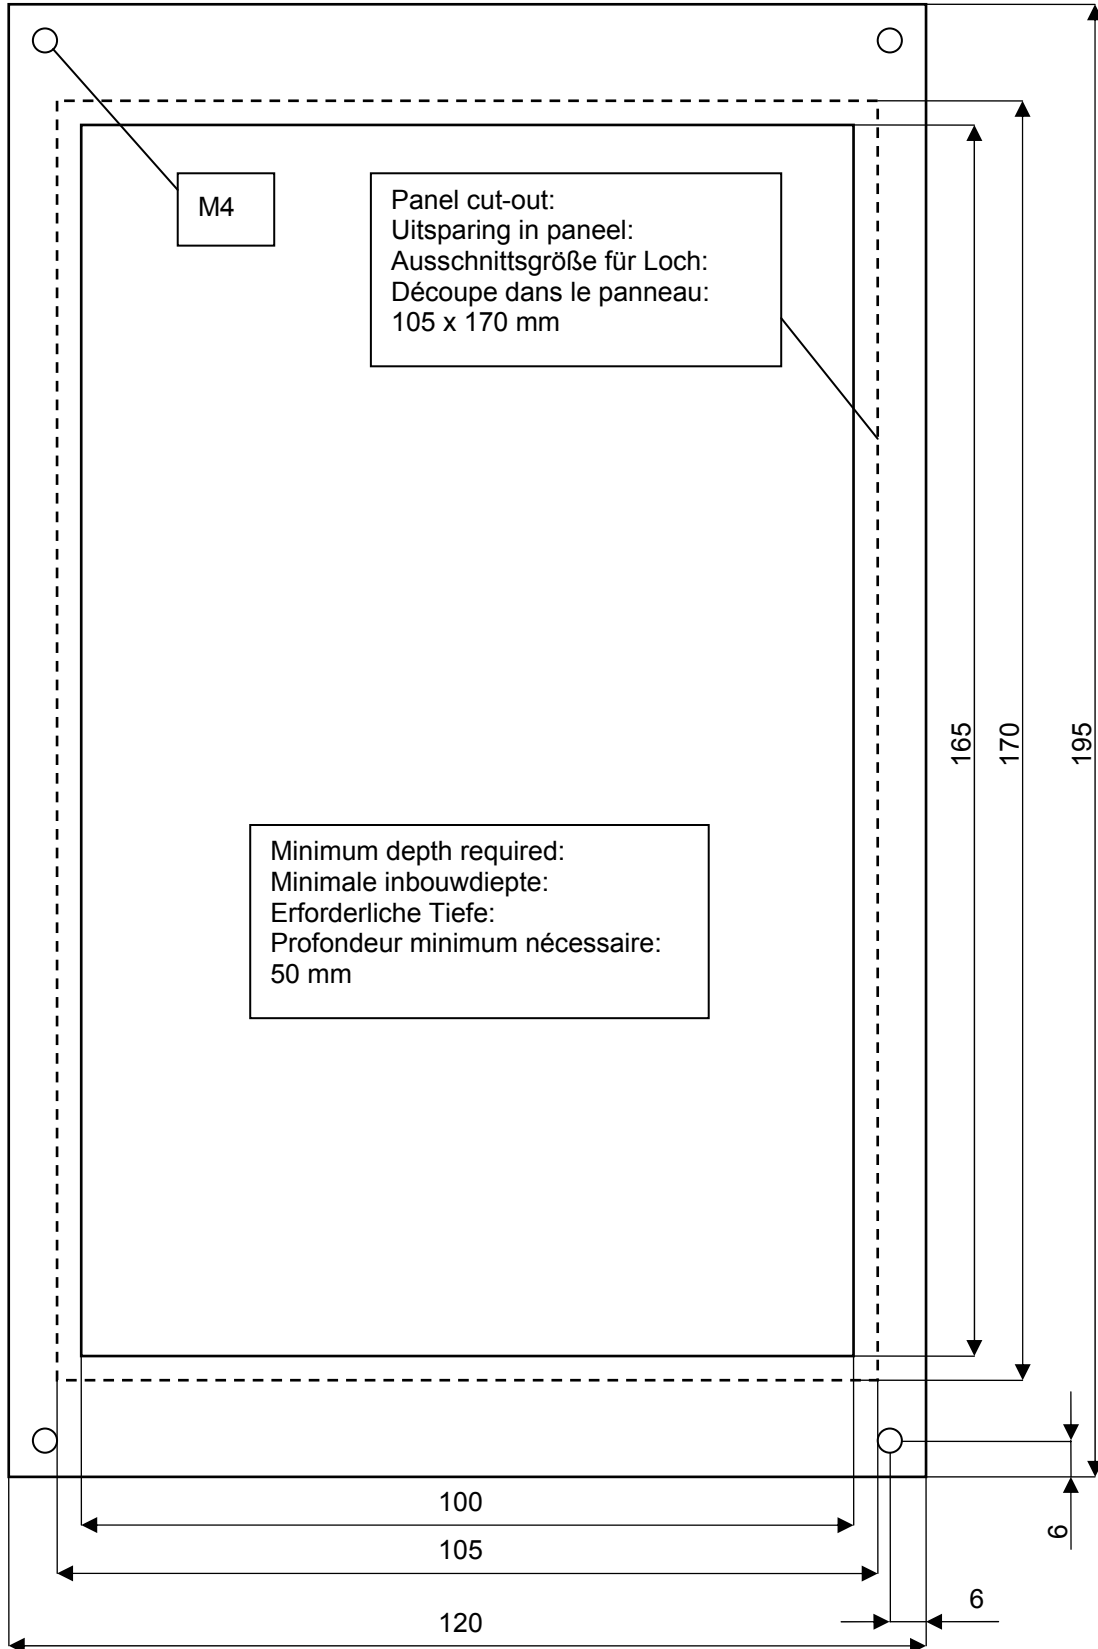 M4
Panel cut-out:
Uitsparing in paneel:
Ausschnittsgröße für Loch:
Découpe dans le panneau:
105 x 170 mm
165
170
195
Minimum depth required:
Minimale inbouwdiepte:
Erforderliche Tiefe:
Profondeur minimum nécessaire:
50 mm
100
105
120
6
6